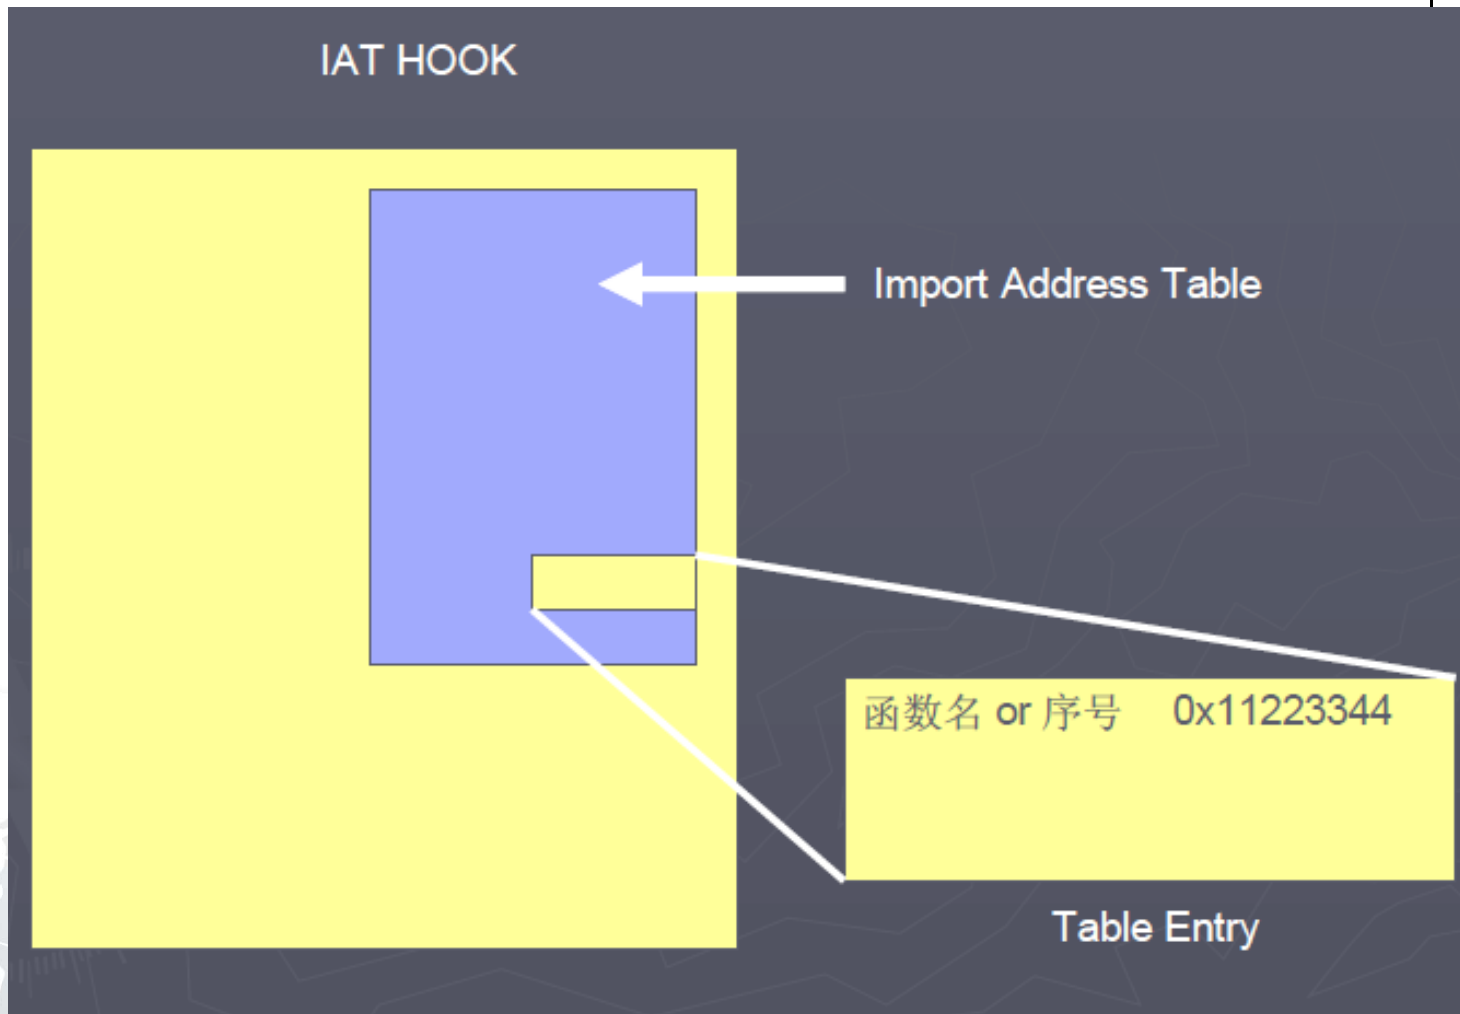 IAT HOOK
Import Address Table
函数名 or 序号 0x11223344
Table Entry